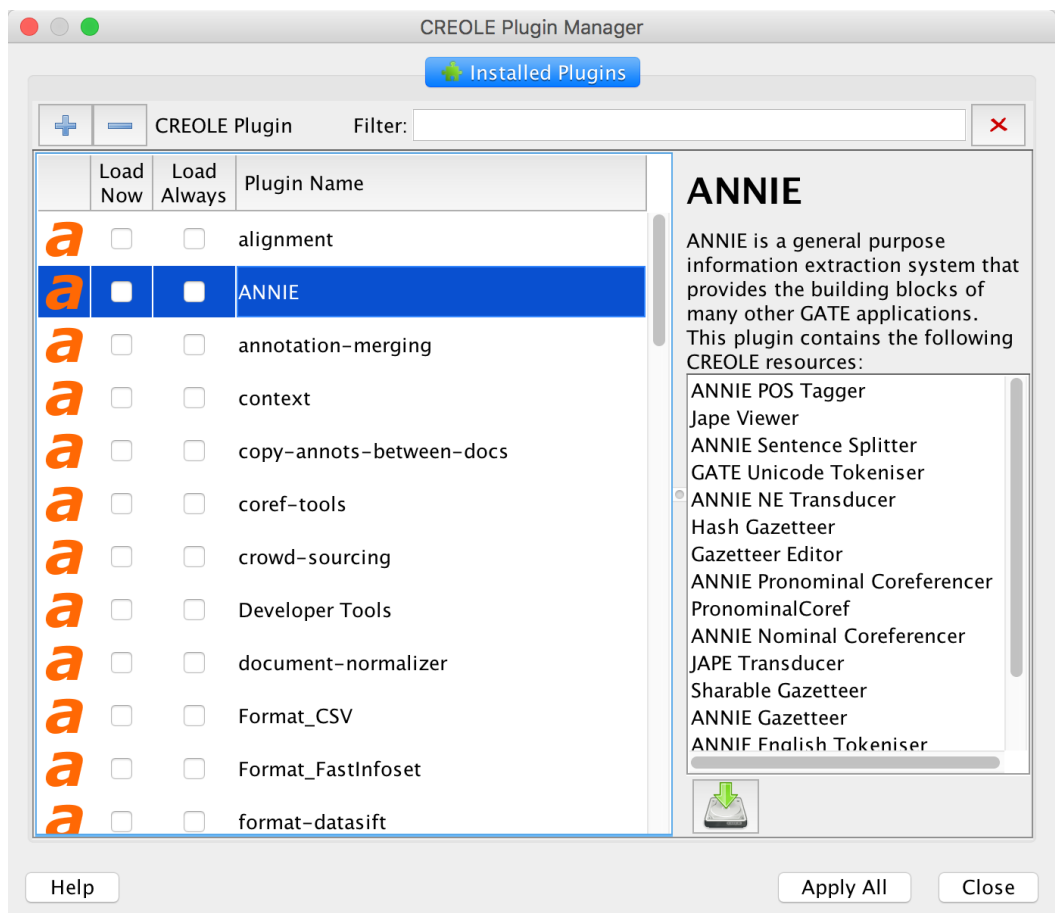 CREOLE Plugin Manager
Installed Plugins
CREOLE Plugin Filter:
Load Now
Load Always
Plugin Name
a alignment
a ANNIE
a annotation-merging
a context
a copy-annots-between-docs
a coref-tools
a crowd-sourcing
a Developer Tools
a document-normalizer
a Format_CSV
a Format_FastInfoset
a format-datasift
ANNIE
ANNIE is a general purpose
information extraction system that
provides the building blocks of
many other GATE applications.
This plugin contains the following
CREOLE resources:
ANNIE POS Tagger
Jape Viewer
ANNIE Sentence Splitter
GATE Unicode Tokeniser
ANNIE NE Transducer
Hash Gazetteer
Gazetteer Editor
ANNIE Pronominal Coreferencer
PronominalCoref
ANNIE Nominal Coreferencer
JAPE Transducer
Sharable Gazetteer
ANNIE Gazetteer
ANNIE English Tokeniser
Help
Apply All
Close